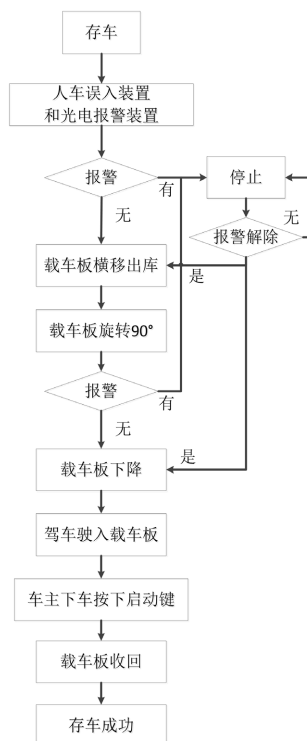 存车
人车误入装置
和光电报警装置
报警
有
停止
无
无
报警解除
载车板横移出库
是
载车板旋转90°
报警
有
无
是
载车板下降
驾车驶入载车板
车主下车按下启动键
载车板收回
存车成功